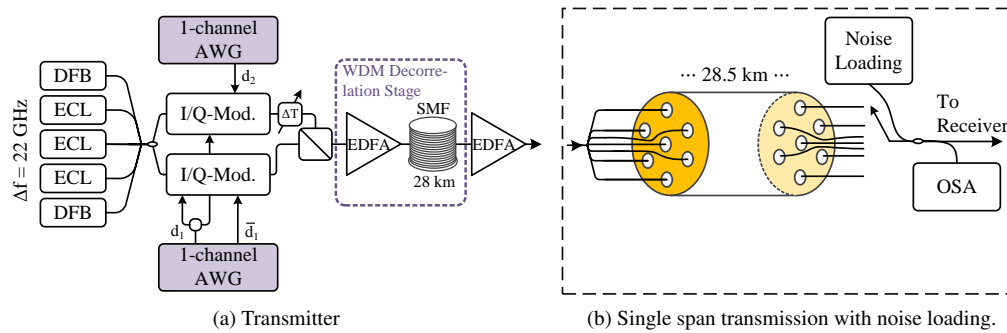 1-channel
AWG
d2
DFB
ECL
ECL
ECL
DFB
Δf = 22 GHz
I/Q-Mod.
I/Q-Mod.
ΔT
d1
d̅1
1-channel
AWG
WDM Decorre-
lation Stage
SMF
EDFA
28 km
EDFA
(a) Transmitter
··· 28.5 km ···
Noise
Loading
To
Receiver
OSA
(b) Single span transmission with noise loading.